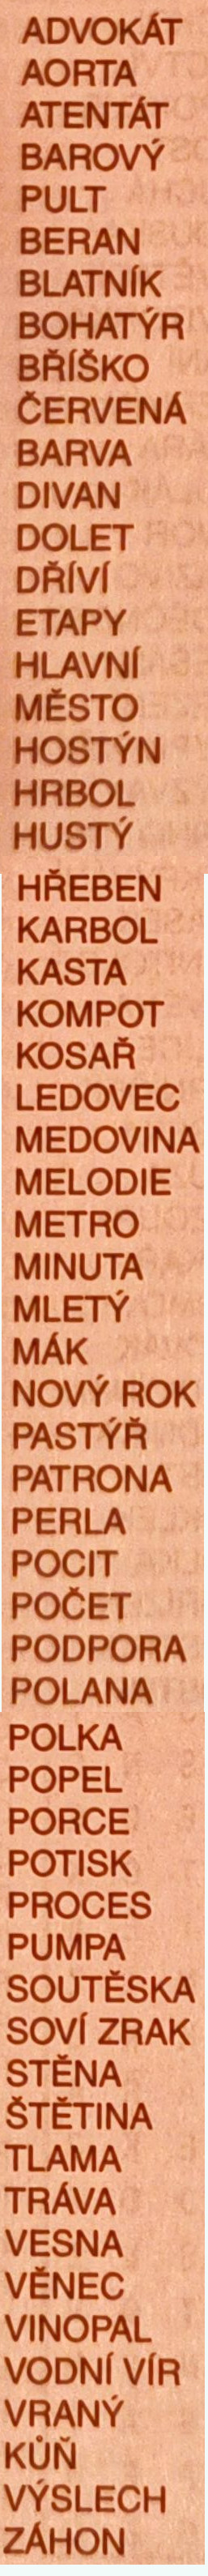 ADVOKÁT
AORTA
ATENTÁT
BAROVÝ
PULT
BERAN
BLATNÍK
BOHATÝR
BŘÍŠKO
ČERVENÁ
BARVA
DIVAN
DOLET
DŘÍVÍ
ETAPY
HLAVNÍ
MĚSTO
HOSTÝN
HRBOL
HUSTÝ
HŘEBEN
KARBOL
KASTA
KOMPOT
KOSAŘ
LEDOVEC
MEDOVINA
MELODIE
METRO
MINUTA
MLETÝ
MÁK
NOVÝ ROK
PASTÝŘ
PATRONA
PERLA
POCIT
POČET
PODPORA
POLANA
POLKA
POPEL
PORCE
POTISK
PROCES
PUMPA
SOUTĚSKA
SOVÍ ZRAK
STĚNA
ŠTĚTINA
TLAMA
TRÁVA
VESNA
VĚNEC
VINOPAL
VODNÍ VÍR
VRANÝ
KŮŇ
VÝSLECH
ZÁHON